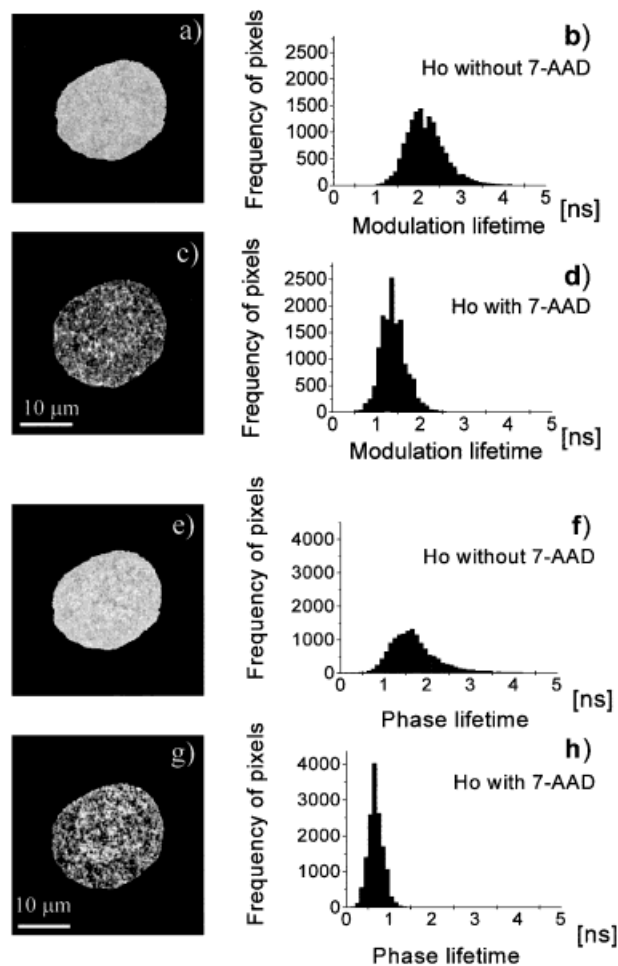 a)
b)
Ho without 7-AAD
Frequency of pixels
2500
2000
1500
1000
500
0
0 1 2 3 4 5
[ns]
Modulation lifetime
c)
10 µm
d)
Ho with 7-AAD
Frequency of pixels
2500
2000
1500
1000
500
0
0 1 2 3 4 5
[ns]
Modulation lifetime
e)
f)
Ho without 7-AAD
Frequency of pixels
4000
3000
2000
1000
0
0 1 2 3 4 5
[ns]
Phase lifetime
g)
10 µm
h)
Ho with 7-AAD
Frequency of pixels
4000
3000
2000
1000
0
0 1 2 3 4 5
[ns]
Phase lifetime